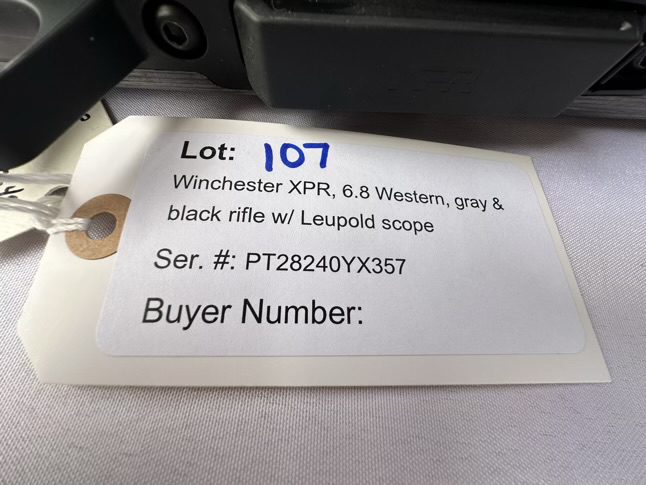 Lot: 107
Winchester XPR, 6.8 Western, gray &
black rifle w/ Leupold scope
Ser. #: PT28240YX357
Buyer Number: